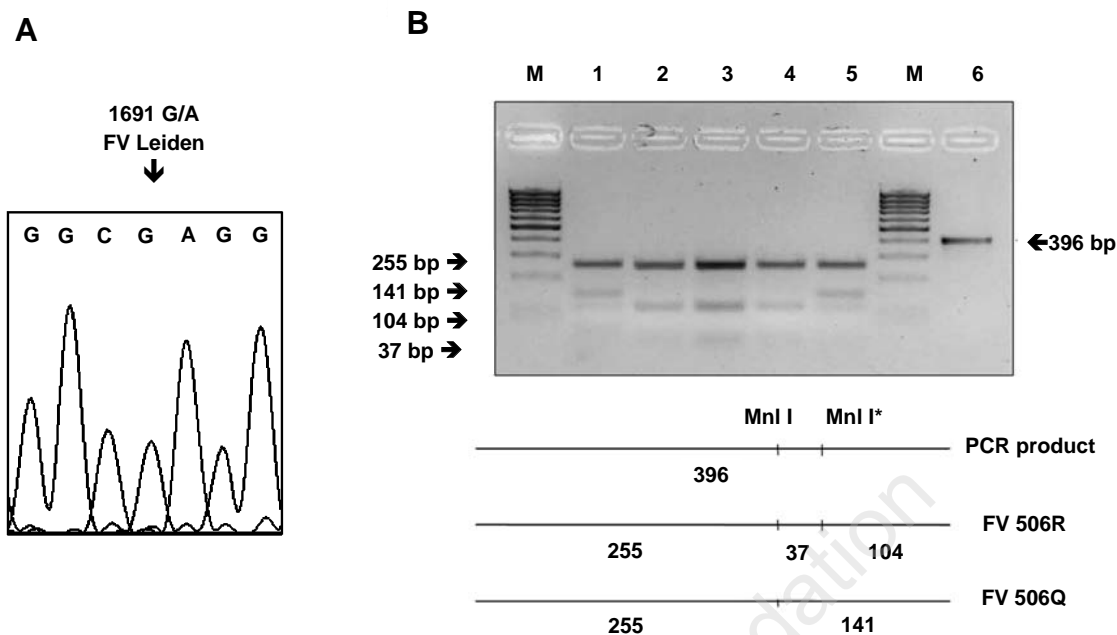 A
1691 G/A
FV Leiden
G G C G A G G
B
M 1 2 3 4 5 M 6
255 bp
141 bp
104 bp
37 bp
396 bp
Mnl I Mnl I*
PCR product
396
FV 506R
255 37 104
FV 506Q
255 141
dation